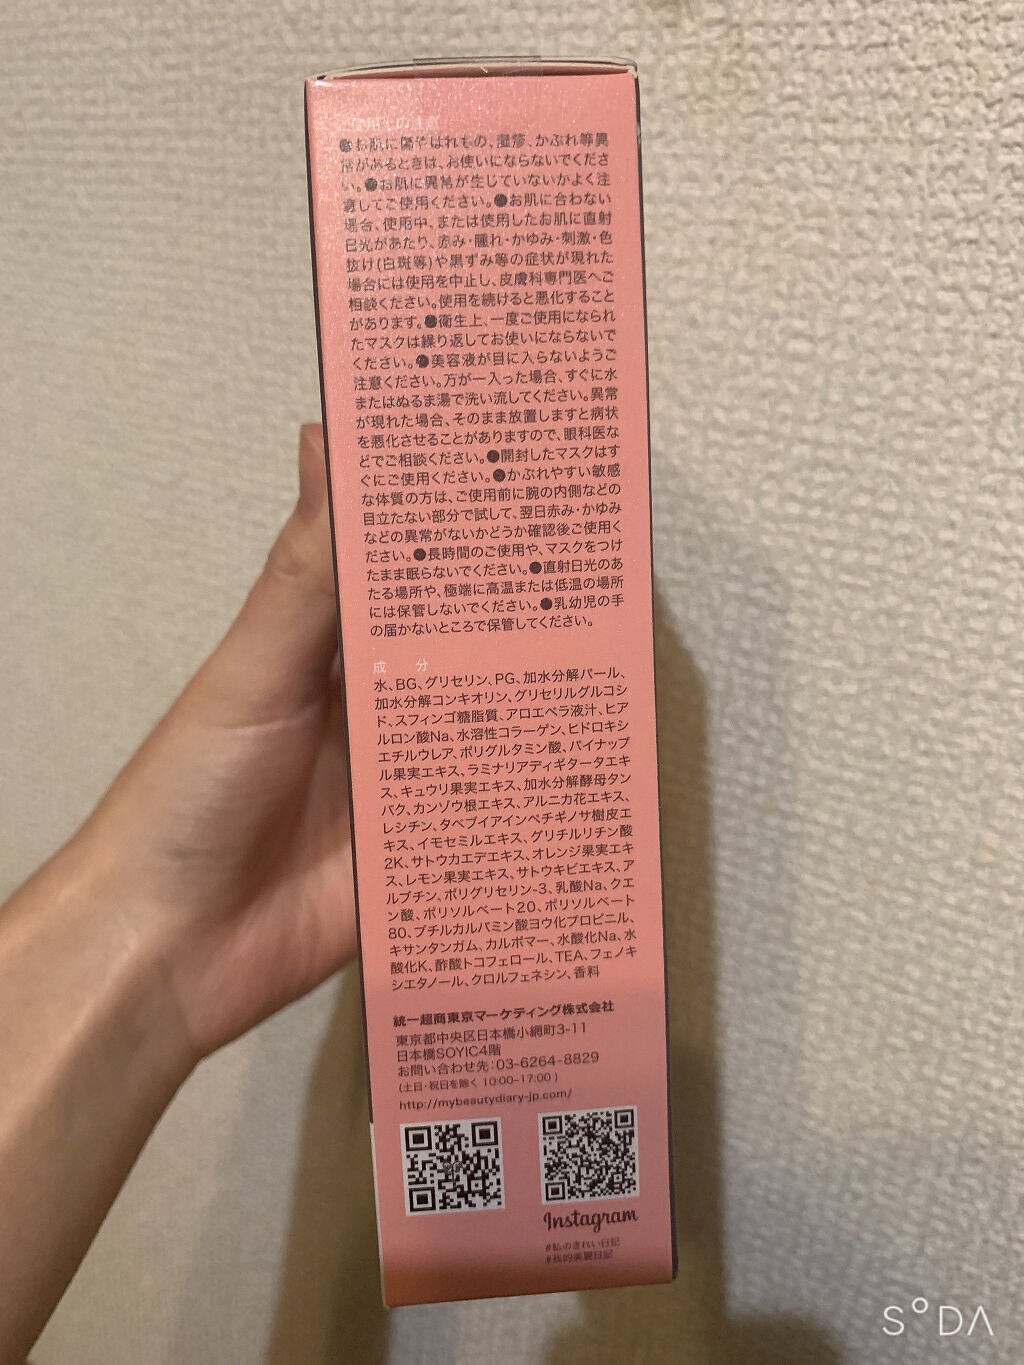 使用上の注意
●お肌に傷やはれもの、湿疹、かぶれ等異
常があるときは、お使いにならないでくださ
い。●お肌に異常が生じていないかよく注
意してご使用ください。●お肌に合わない
場合、使用中、または使用したお肌に直射
日光があたり、赤み・腫れ・かゆみ・刺激・色
抜け(白斑等)や黒ずみ等の症状が現れた
場合には使用を中止し、皮膚科専門医へご
相談ください。使用を続けると悪化すること
があります。●衛生上、一度ご使用になられ
たマスクは繰り返してお使いにならないで
ください。●美容液が目に入らないようご
注意ください。万が一入った場合、すぐに水
またはぬるま湯で洗い流してください。異常
が現れた場合、そのまま放置しますと病状
を悪化させることがありますので、眼科医な
どでご相談ください。●開封したマスクはす
ぐにご使用ください。●かぶれやすい敏感
な体質の方は、ご使用前に腕の内側などの
目立たない部分で試して、翌日赤み・かゆみ
などの異常がないかどうか確認後ご使用く
ださい。●長時間のご使用や、マスクをつけ
たまま眠らないでください。●直射日光のあ
たる場所や、極端に高温または低温の場所
には保管しないでください。●乳幼児の手
の届かないところで保管してください。
成 分
水、BG、グリセリン、PG、加水分解パール、
加水分解コンキオリン、グリセリルグルコシ
ド、スフィンゴ糖脂質、アロエベラ液汁、ヒア
ルロン酸Na、水溶性コラーゲン、ヒドロキシ
エチルウレア、ポリグルタミン酸、パイナップ
ル果実エキス、ラミナリアディギタータエキ
ス、キュウリ果実エキス、加水分解酵母タン
パク、カンゾウ根エキス、アルニカ花エキス、
レシチン、タベブイアインペチギノサ樹皮エ
キス、イモセミルエキス、グリチルリチン酸
2K、サトウカエデエキス、オレンジ果実エキ
ス、レモン果実エキス、サトウキビエキス、ア
ルブチン、ポリグリセリン-3、乳酸Na、クエ
ン酸、ポリソルベート20、ポリソルベート
80、ブチルカルバミン酸ヨウ化プロピニル、
キサンタンガム、カルボマー、水酸化Na、水
酸化K、酢酸トコフェロール、TEA、フェノキ
シエタノール、クロルフェネシン、香料
統一超商東京マーケティング株式会社
東京都中央区日本橋小網町3-11
日本橋SOYIC4階
お問い合わせ先：03-6264-8829
(土日・祝日を除く 10:00-17:00 )
http://mybeautydiary-jp.com/
Instagram
#私のきれい日記
#我的美麗日記
SODA